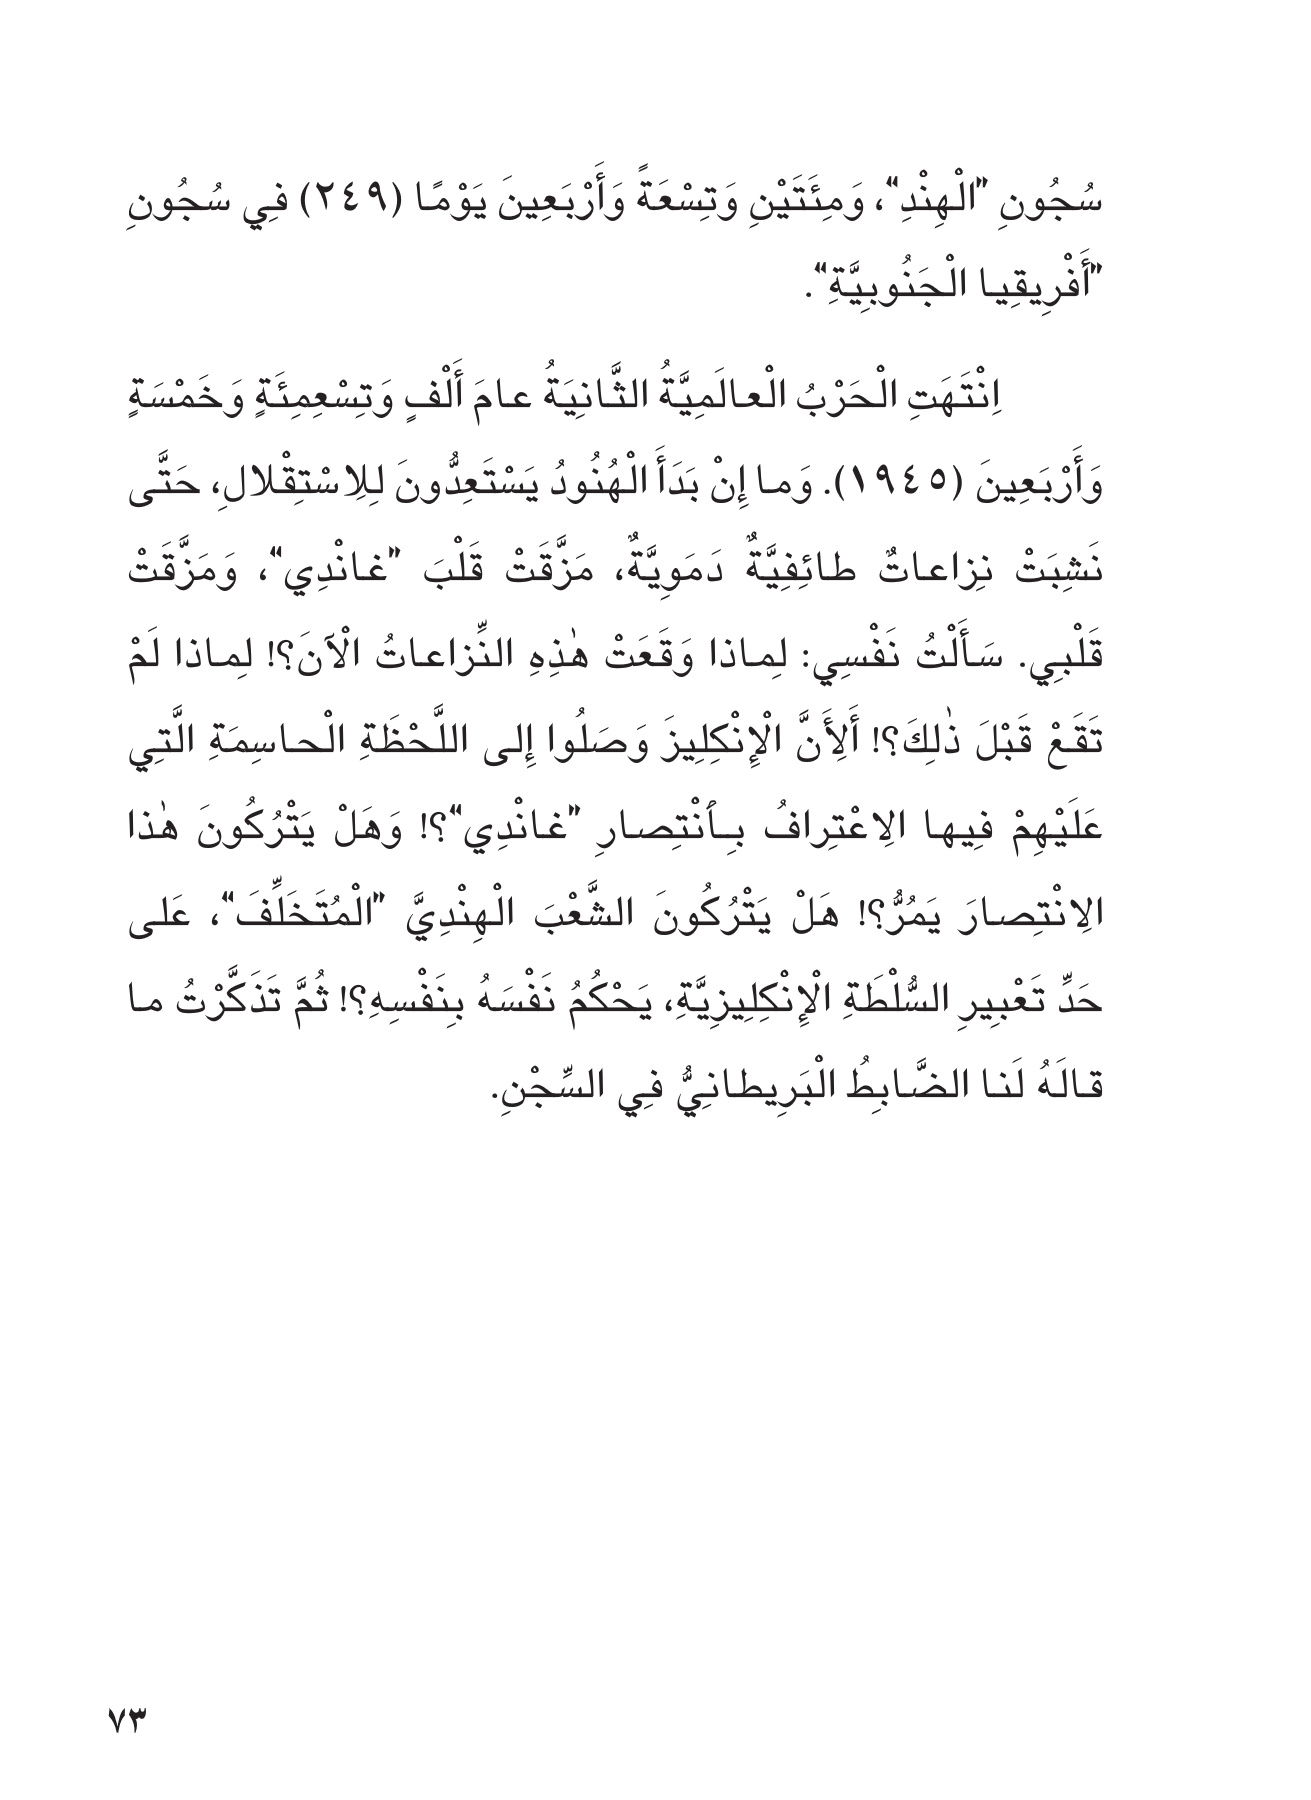 سُجُونِ "الْهِنْدِ"، وَمِئَتَيْنِ وَتِسْعَةً وَأَرْبَعِينَ يَوْمًا (٢٤٩) فِي سُجُونِ
"أَفْرِيقِيا الْجَنُوبِيَّةِ".
اِنْتَهَتِ الْحَرْبُ الْعالَمِيَّةُ الثَّانِيَةُ عامَ أَلْفٍ وَتِسْعِمِئَةٍ وَخَمْسَةٍ
وَأَرْبَعِينَ (١٩٤٥). وَما إِنْ بَدَأَ الْهُنُودُ يَسْتَعِدُّونَ لِلِاسْتِقْلالِ، حَتَّى
نَشِبَتْ نِزاعاتٌ طائِفِيَّةٌ دَمَوِيَّةٌ، مَزَّقَتْ قَلْبَ "غانْدِي"، وَمَزَّقَتْ
قَلْبِي. سَأَلْتُ نَفْسِي: لِماذا وَقَعَتْ هٰذِهِ النِّزاعاتُ الْآنَ؟! لِماذا لَمْ
تَقَعْ قَبْلَ ذٰلِكَ؟! أَلِأَنَّ الْإِنْكِلِيزَ وَصَلُوا إِلى اللَّحْظَةِ الْحاسِمَةِ الَّتِي
عَلَيْهِمْ فِيها الِاعْتِرافُ بِأنْتِصارِ "غانْدِي"؟! وَهَلْ يَتْرُكُونَ هٰذا
الِانْتِصارَ يَمُرُّ؟! هَلْ يَتْرُكُونَ الشَّعْبَ الْهِنْدِيَّ "الْمُتَخَلِّفَ"، عَلى
حَدِّ تَعْبِيرِ السُّلْطَةِ الْإِنْكِلِيزِيَّةِ، يَحْكُمُ نَفْسَهُ بِنَفْسِهِ؟! ثُمَّ تَذَكَّرْتُ ما
قالَهُ لَنا الضَّابِطُ الْبَرِيطانِيُّ فِي السِّجْنِ.
٧٣